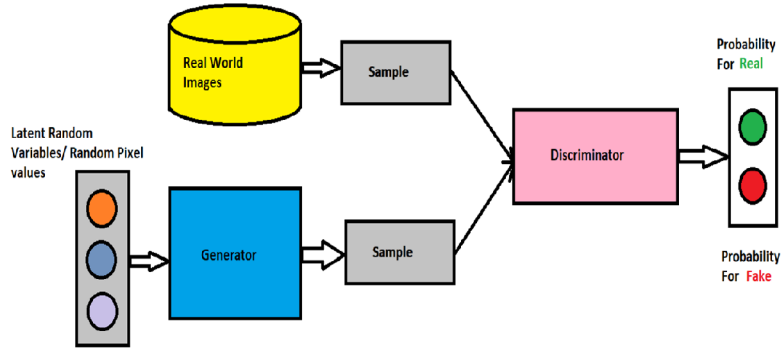 Real World
Images
Sample
Probability
For Real
Latent Random
Variables/ Random Pixel
values
Discriminator
Generator
Sample
Probability
For Fake